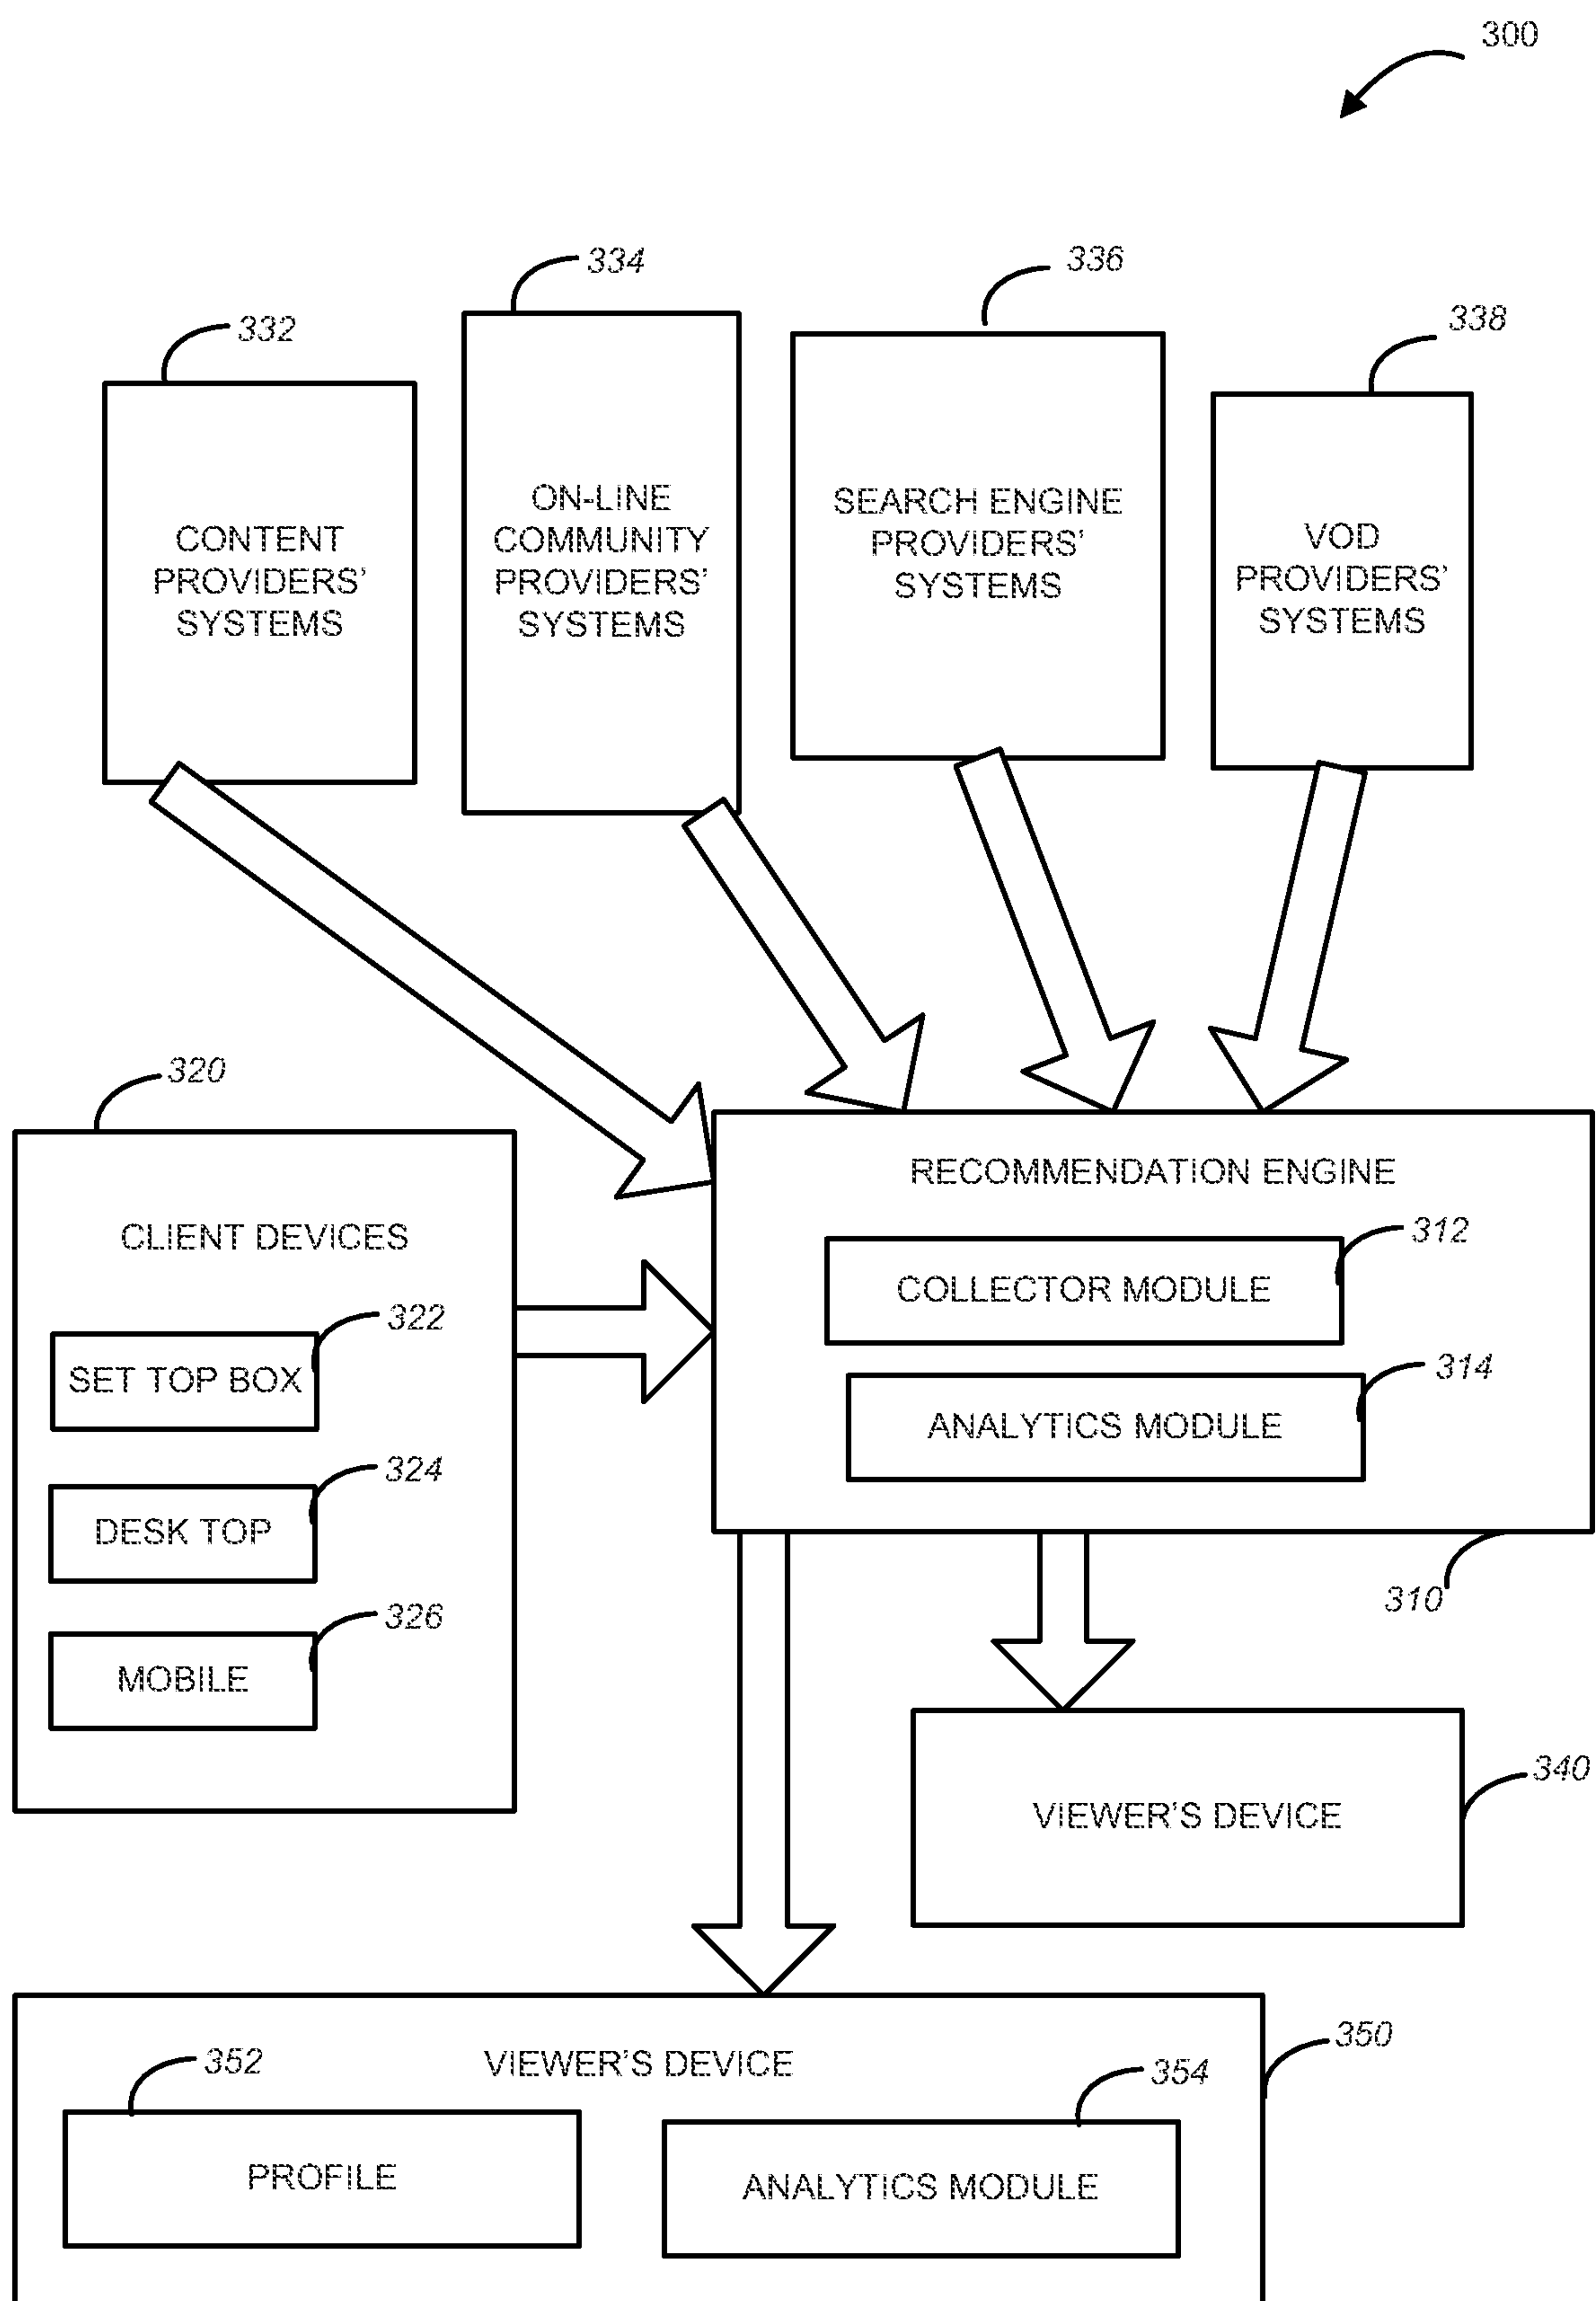 300
334
336
332
338
CONTENT
PROVIDERS'
SYSTEMS
ON-LINE
COMMUNITY
PROVIDERS'
SYSTEMS
SEARCH ENGINE
PROVIDERS'
SYSTEMS
VOD
PROVIDERS'
SYSTEMS
320
CLIENT DEVICES
322
SET TOP BOX
324
DESK TOP
326
MOBILE
RECOMMENDATION ENGINE
312
COLLECTOR MODULE
314
ANALYTICS MODULE
310
340
VIEWER'S DEVICE
350
VIEWER'S DEVICE
352
PROFILE
354
ANALYTICS MODULE